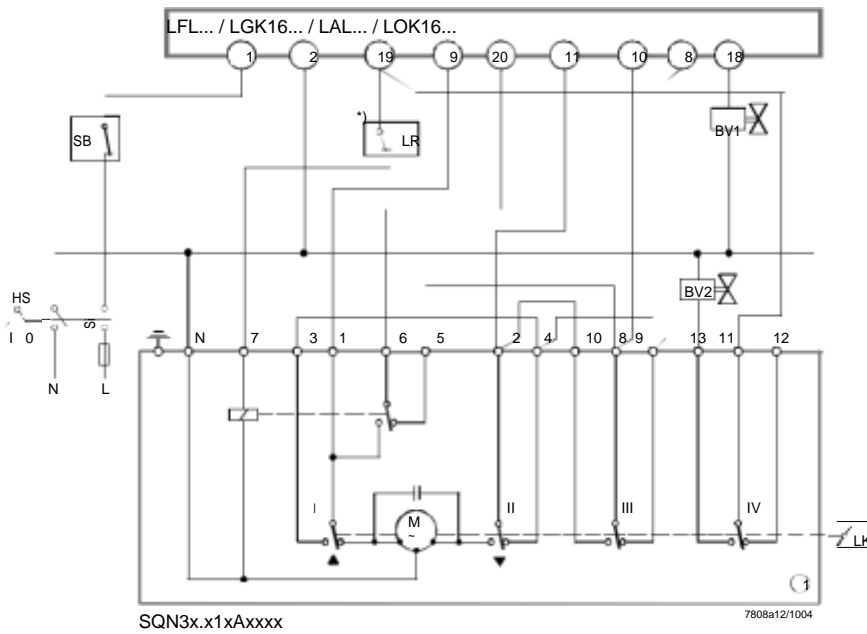 LFL... / LGK16... / LAL... / LOK16...
1 2 19 9 20 11 10 8 18
*)
SB LR BV1
BV2
HS
I 0
Si
N L
N 7 3 1 6 5 2 4 10 8 9 13 11 12
I II III IV
M
~
LK
1
SQN3x.x1xAxxxx
7808a12/1004